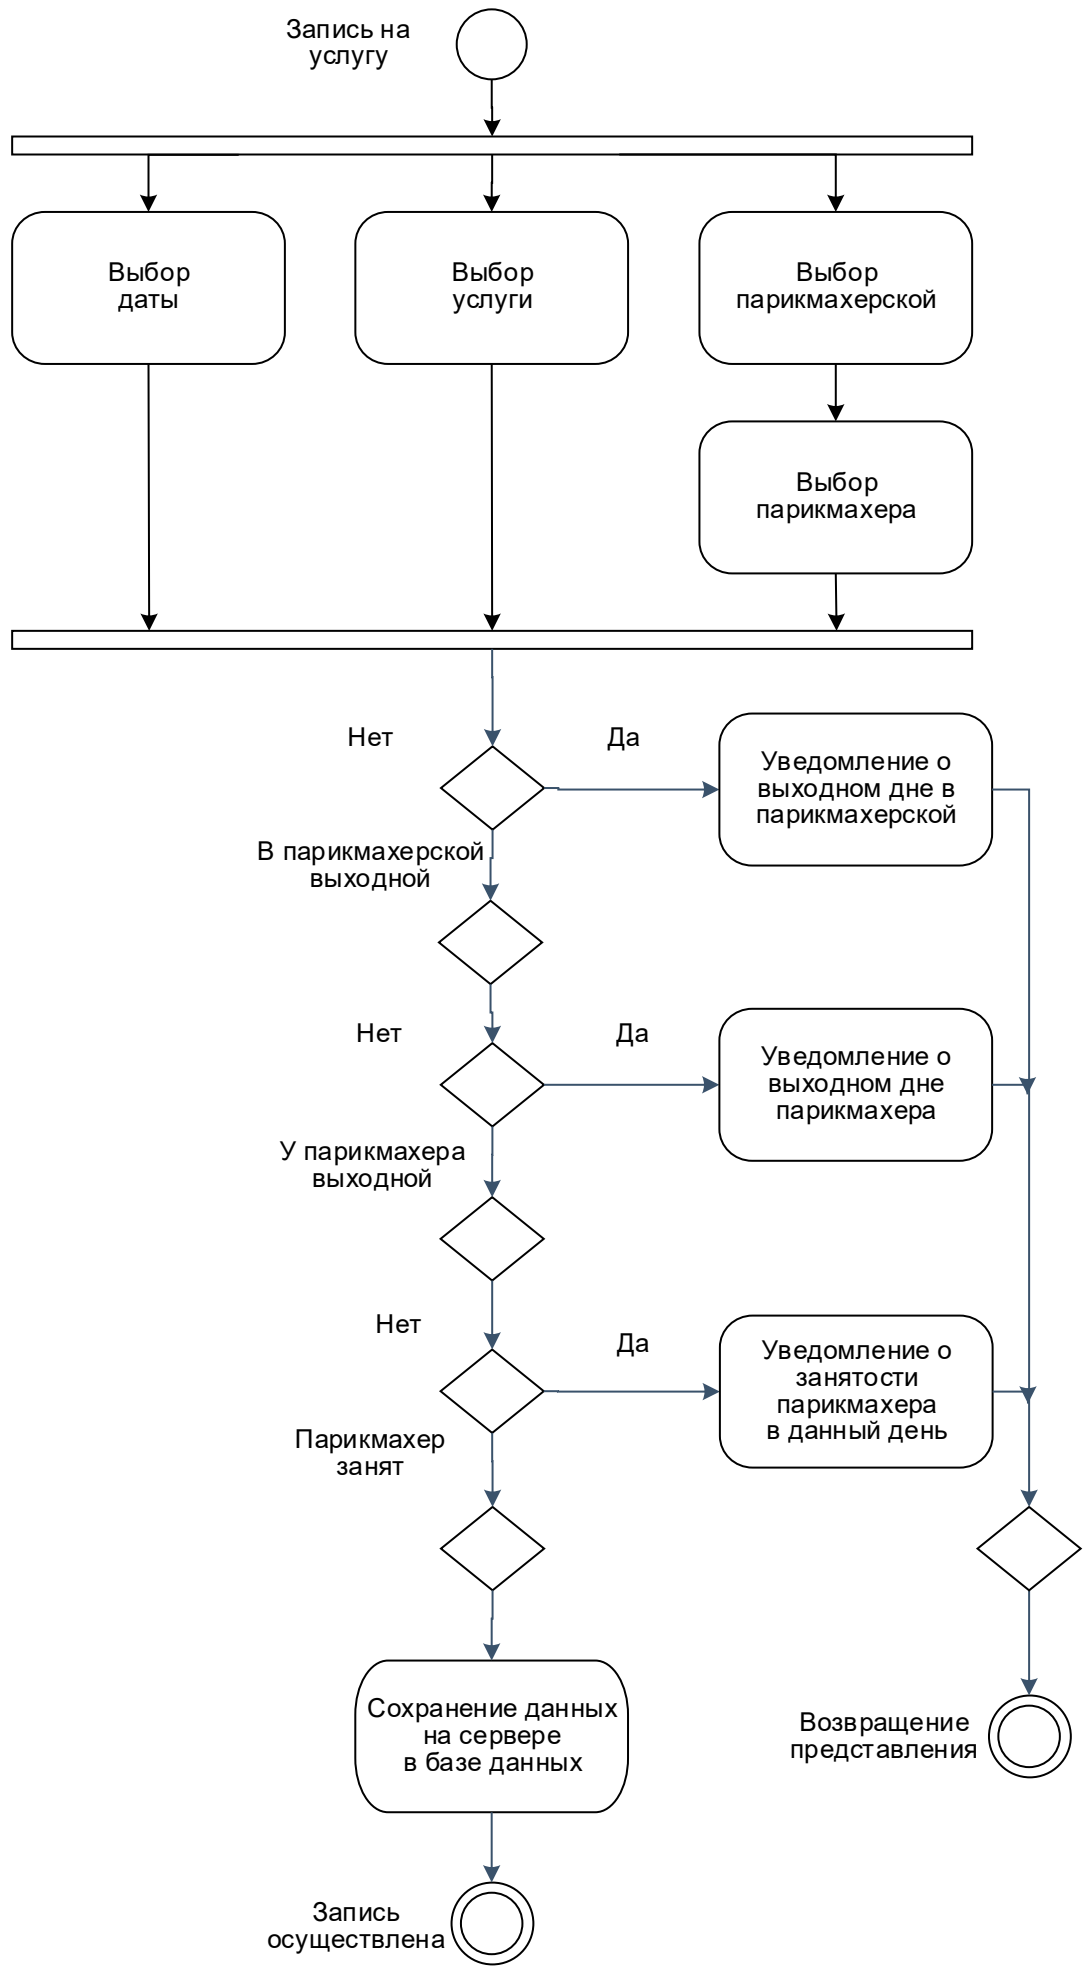 Запись на
услугу
Выбор
даты
Выбор
услуги
Выбор
парикмахерской
Выбор
парикмахера
Нет
Да
Уведомление о
выходном дне в
парикмахерской
В парикмахерской
выходной
Нет
Да
Уведомление о
выходном дне
парикмахера
У парикмахера
выходной
Нет
Да
Уведомление о
занятости
парикмахера
в данный день
Парикмахер
занят
Сохранение данных
на сервере
в базе данных
Возвращение
представления
Запись
осуществлена